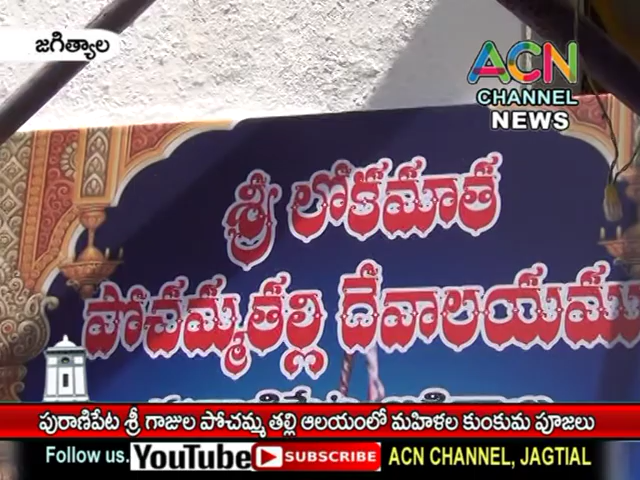 జగిత్యాల
ACN
CHANNEL
NEWS
శ్రీ లోకమాత
పోచమ్మతల్లి దేవాలయము
పురాణిపేట శ్రీ గాజుల పోచమ్మ తల్లి ఆలయంలో మహిళల కుంకుమ పూజలు
Follow us. YouTube SUBSCRIBE ACN CHANNEL, JAGTIAL